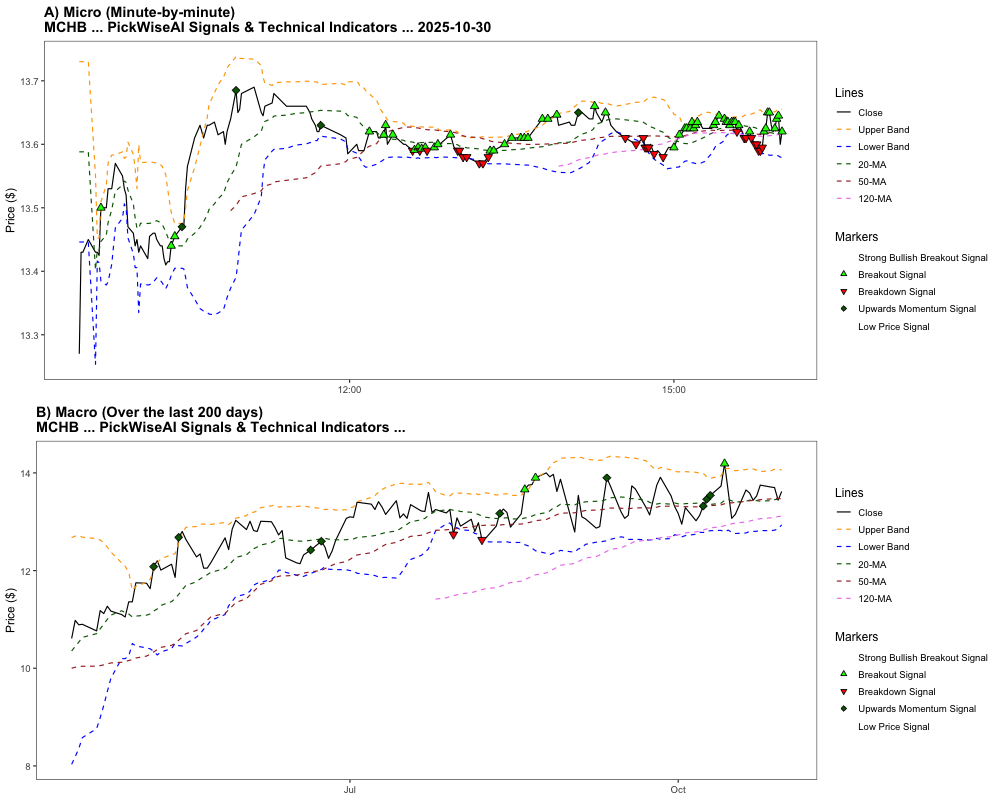 A) Micro (Minute-by-minute)
MCHB ... PickWiseAI Signals & Technical Indicators ... 2025-10-30
Price ($)
13.7
13.6
13.5
13.4
13.3
12:00
15:00
Lines
Close
Upper Band
Lower Band
20-MA
50-MA
120-MA
Markers
Strong Bullish Breakout Signal
Breakout Signal
Breakdown Signal
Upwards Momentum Signal
Low Price Signal
B) Macro (Over the last 200 days)
MCHB ... PickWiseAI Signals & Technical Indicators ...
Price ($)
14
12
10
8
Jul
Oct
Lines
Close
Upper Band
Lower Band
20-MA
50-MA
120-MA
Markers
Strong Bullish Breakout Signal
Breakout Signal
Breakdown Signal
Upwards Momentum Signal
Low Price Signal